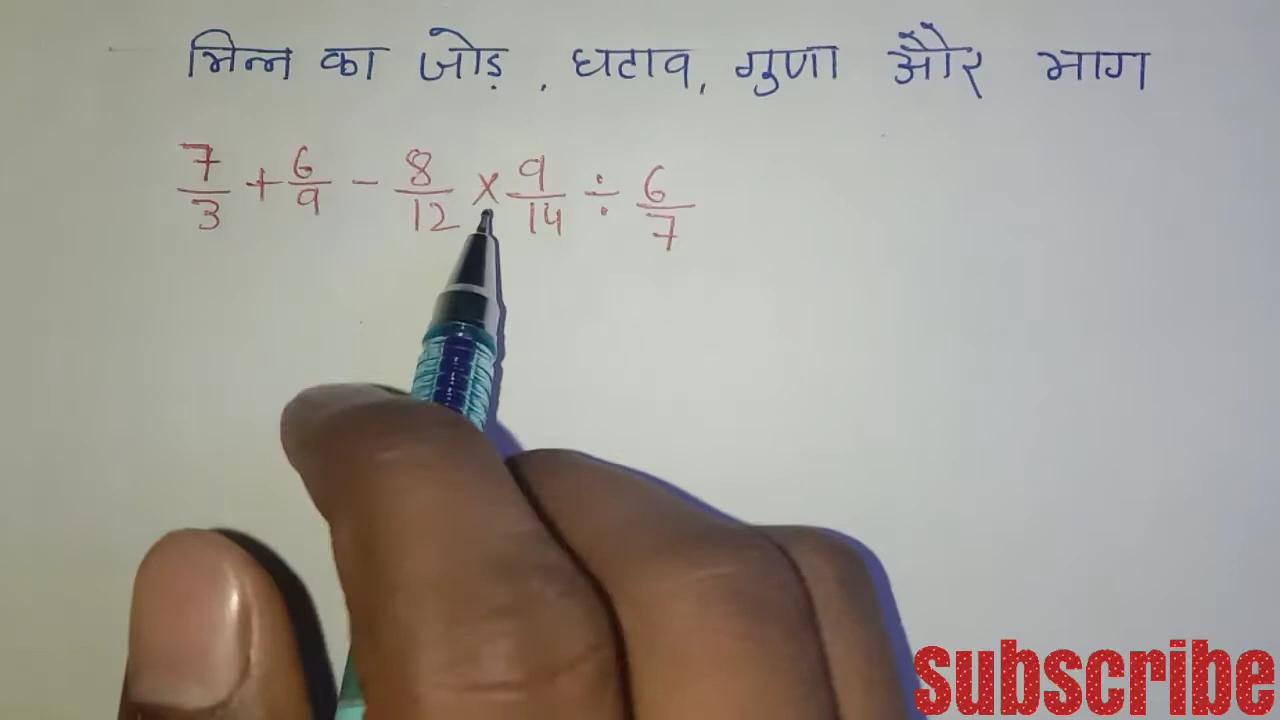 भिन्न का जोड़ , घटाव, गुणा और भाग
7/3 + 6/9 - 8/12 × 9/14 ÷ 6/7
subscribe